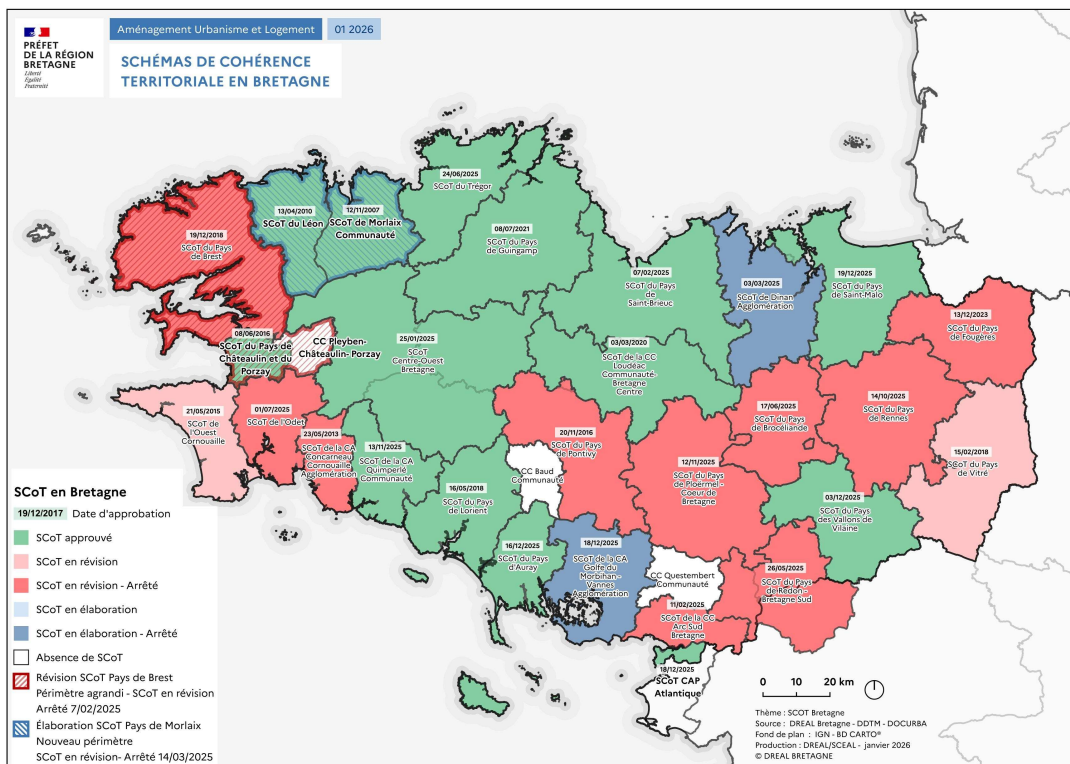 PRÉFET
DE LA RÉGION
BRETAGNE
Liberté
Égalité
Fraternité
Aménagement Urbanisme et Logement
01 2026
SCHÉMAS DE COHÉRENCE
TERRITORIALE EN BRETAGNE
24/06/2025
SCoT du Trégor
13/04/2010
SCoT du Léon
12/11/2007
SCoT de Morlaix
Communauté
19/12/2018
SCoT du Pays
de Brest
08/07/2021
SCoT du Pays
de Guingamp
07/02/2025
SCoT du Pays
de
Saint-Brieuc
03/03/2025
SCoT de Dinan
Agglomération
19/12/2025
SCoT du Pays
de Saint-Malo
13/12/2023
SCoT du Pays
de Fougères
08/06/2016
SCoT du Pays de
Châteaulin et du
Porzay
CC Pleyben-
Châteaulin- Porzay
25/01/2025
SCoT
Centre-Ouest
Bretagne
03/03/2020
SCoT de la CC
Loudéac
Communauté-
Bretagne
Centre
21/05/2015
SCoT de
l'Ouest
Cornouaille
01/07/2025
SCoT de l'Odet
23/05/2013
SCoT de la CA
Concarneau
Cornouaille
Agglomération
13/11/2025
SCoT de la CA
Quimperlé
Communauté
20/11/2016
SCoT du Pays
de Pontivy
17/06/2025
SCoT du Pays
de Brocéliande
14/10/2025
SCoT du Pays
de Rennes
15/02/2018
SCoT du Pays
de Vitré
CC Baud
Communauté
12/11/2025
SCoT du Pays
de Ploermel -
Coeur de
Bretagne
16/05/2018
SCoT du Pays
de Lorient
03/12/2025
SCoT du Pays
des Vallons de
Vilaine
16/12/2025
SCoT du Pays
d'Auray
18/12/2025
SCoT de la CA
Golfe du
Morbihan -
Vannes
Agglomération
CC Questembert
Communauté
26/05/2025
SCoT du Pays
de Redon -
Bretagne Sud
11/02/2025
SCoT de la CC
Arc Sud
Bretagne
18/12/2025
SCoT CAP
Atlantique
SCoT en Bretagne
19/12/2017 Date d'approbation
SCoT approuvé
SCoT en révision
SCoT en révision - Arrêté
SCoT en élaboration
SCoT en élaboration - Arrêté
Absence de SCoT
Révision SCoT Pays de Brest
Périmètre agrandi - SCoT en révision
Arrêté 7/02/2025
Élaboration SCoT Pays de Morlaix
Nouveau périmètre
SCoT en révision- Arrêté 14/03/2025
0 10 20 km
Thème : SCOT Bretagne
Source : DREAL Bretagne - DDTM - DOCURBA
Fond de plan : IGN - BD CARTO®
Production : DREAL/SCEAL - janvier 2026
© DREAL BRETAGNE